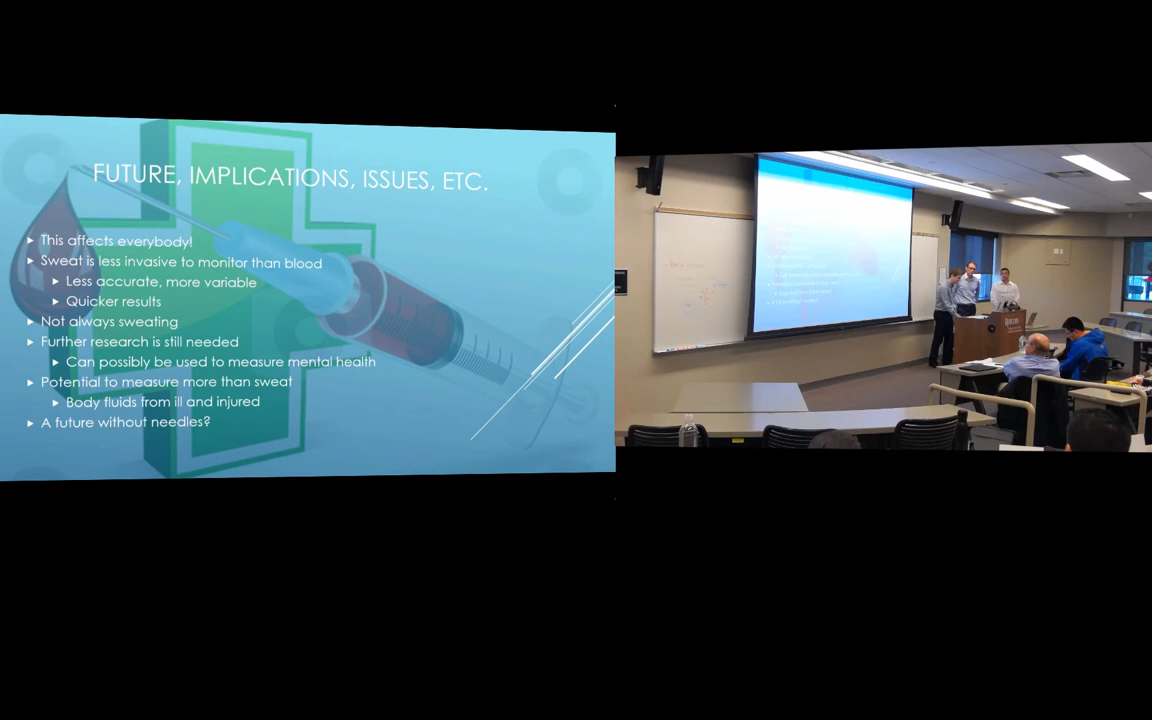 FUTURE, IMPLICATIONS, ISSUES, ETC.
This affects everybody!
Sweat is less invasive to monitor than blood
Less accurate, more variable
Quicker results
Not always sweating
Further research is still needed
Can possibly be used to measure mental health
Potential to measure more than sweat
Body fluids from ill and injured
A future without needles?